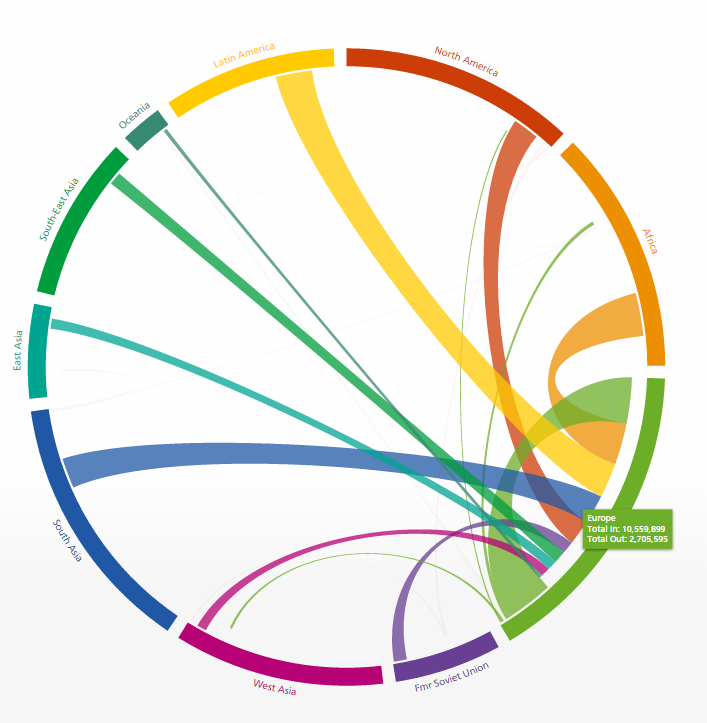 Latin America
North America
Oceania
South-East Asia
Africa
East Asia
South Asia
Europe
Total In: 10,559,899
Total Out: 2,705,595
West Asia
Fmr Soviet Union